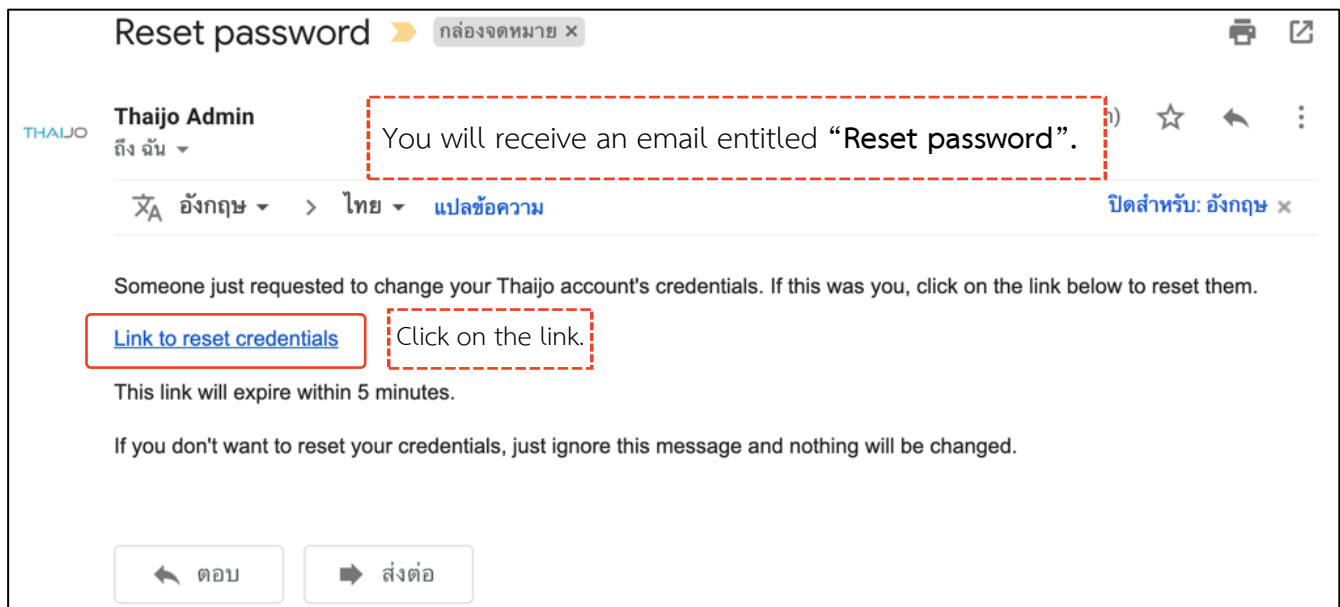 Reset password กล่องจดหมาย ×
Thaijo Admin
THAIJO
ถึง ฉัน
You will receive an email entitled “Reset password”.
อังกฤษ > ไทย แปลข้อความ ปิดสำหรับ: อังกฤษ ×
Someone just requested to change your Thaijo account's credentials. If this was you, click on the link below to reset them.
Link to reset credentials Click on the link.
This link will expire within 5 minutes.
If you don't want to reset your credentials, just ignore this message and nothing will be changed.
ตอบ ส่งต่อ